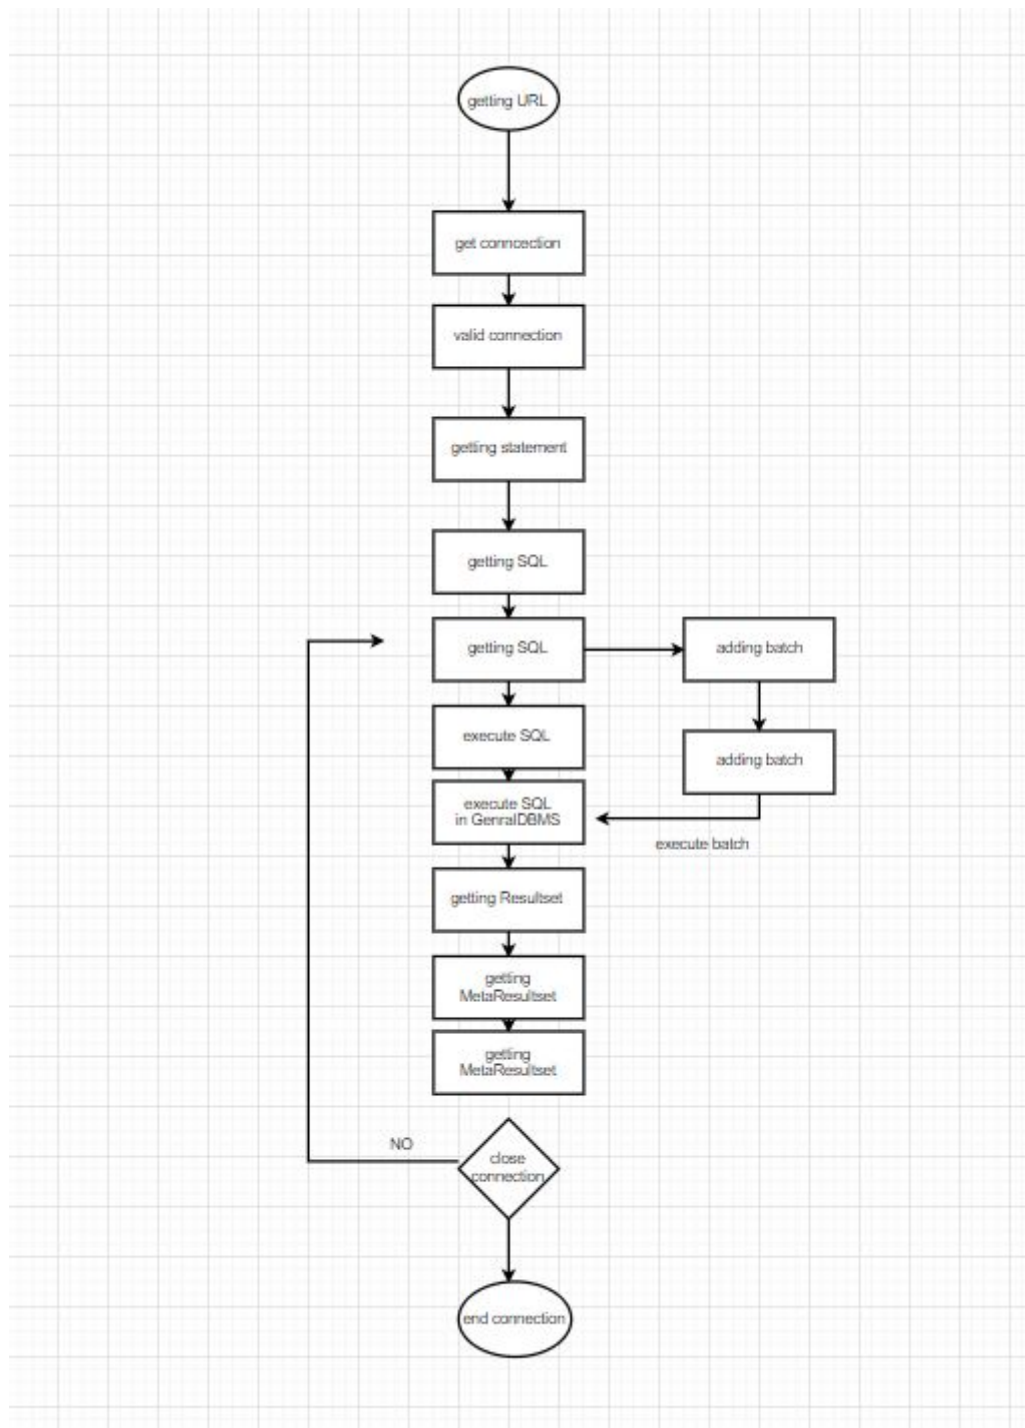 getting URL
get conncection
valid connection
getting statement
getting SQL
getting SQL
adding batch
execute SQL
adding batch
execute SQL
in GenralDBMS
execute batch
getting Resultset
getting
MetaResultset
getting
MetaResultset
NO
close
connection
end connection